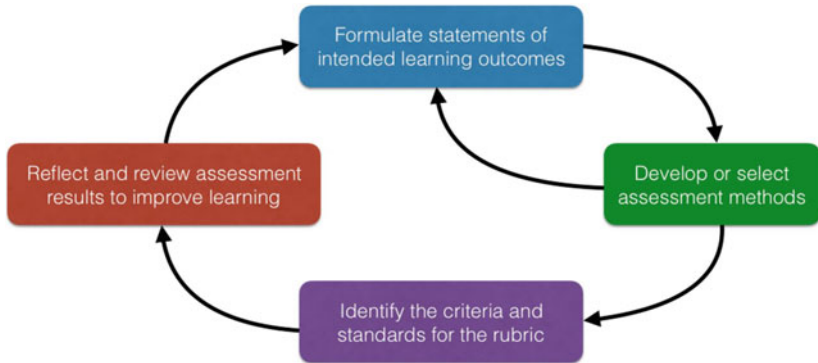 Formulate statements of
intended learning outcomes
Reflect and review assessment
results to improve learning
Develop or select
assessment methods
Identify the criteria and
standards for the rubric